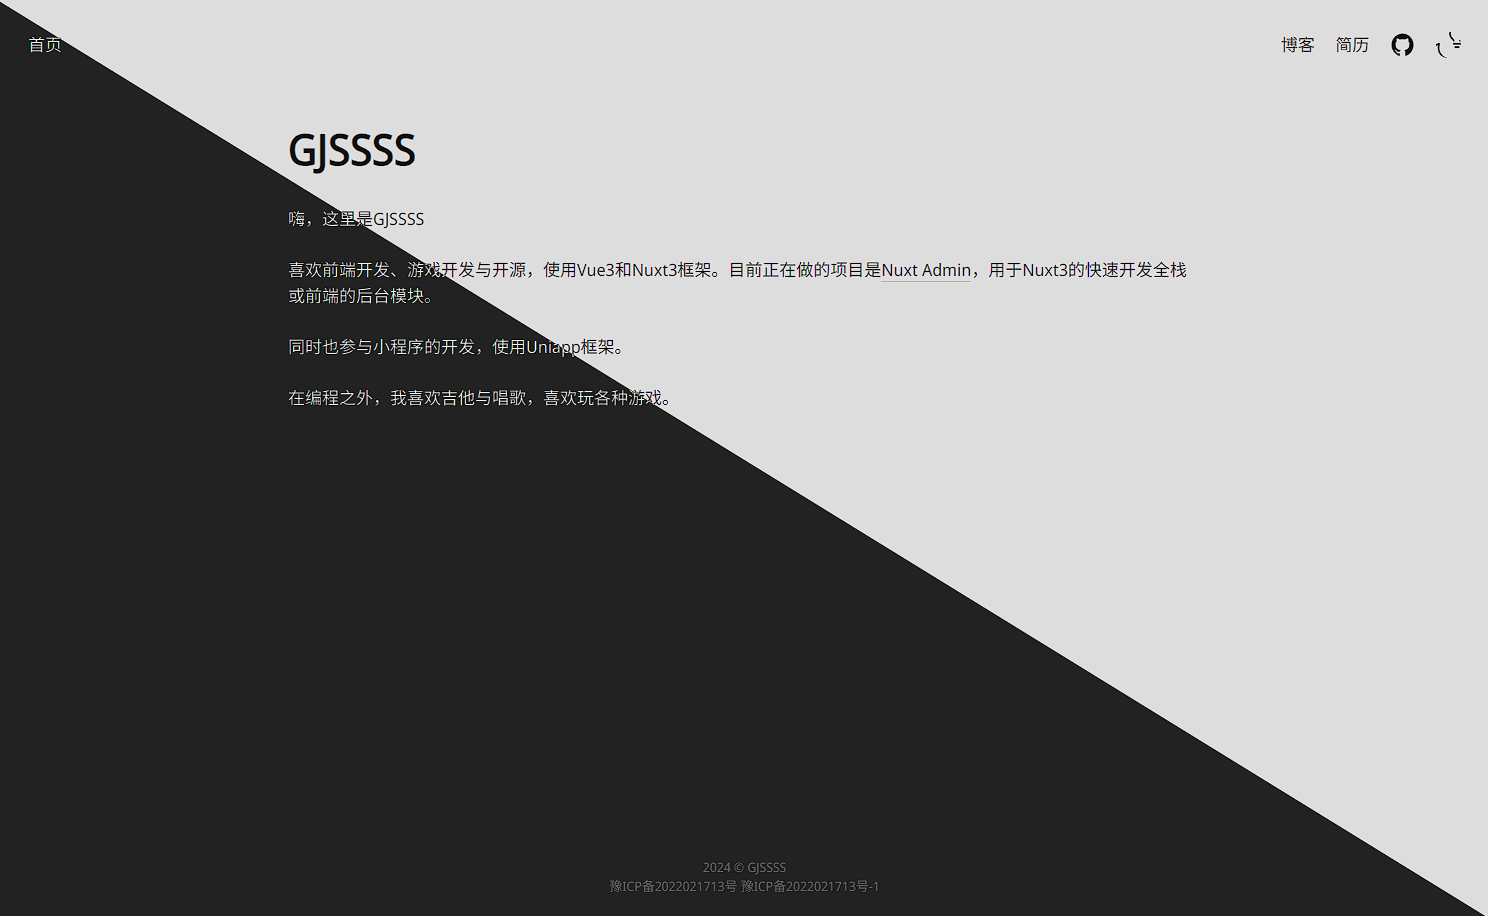 首页
博客 简历
GJSSSS
嗨，这里是GJSSSS
喜欢前端开发、游戏开发与开源，使用Vue3和Nuxt3框架。目前正在做的项目是Nuxt Admin，用于Nuxt3的快速开发全栈
或前端的后台模块。
同时也参与小程序的开发，使用Uniapp框架。
在编程之外，我喜欢吉他与唱歌，喜欢玩各种游戏。
2024 © GJSSSS
豫ICP备2022021713号 豫ICP备2022021713号-1